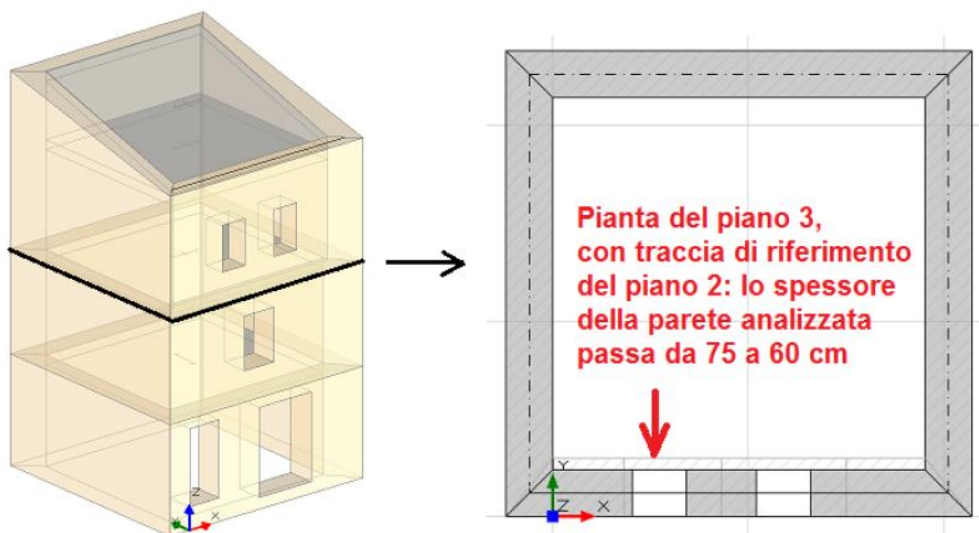 Pianta del piano 3,
con traccia di riferimento
del piano 2: lo spessore
della parete analizzata
passa da 75 a 60 cm
Z
X
Y
Y
Z
X